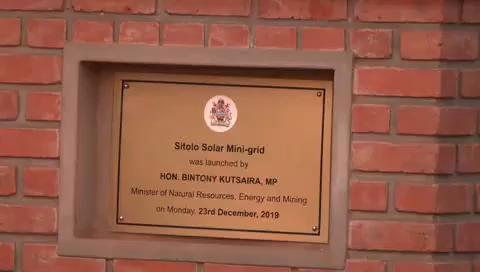 Sitolo Solar Mini-grid
was launched by
HON. BINTONY KUTSAIRA, MP
Minister of Natural Resources, Energy and Mining
on Monday, 23rd December, 2019